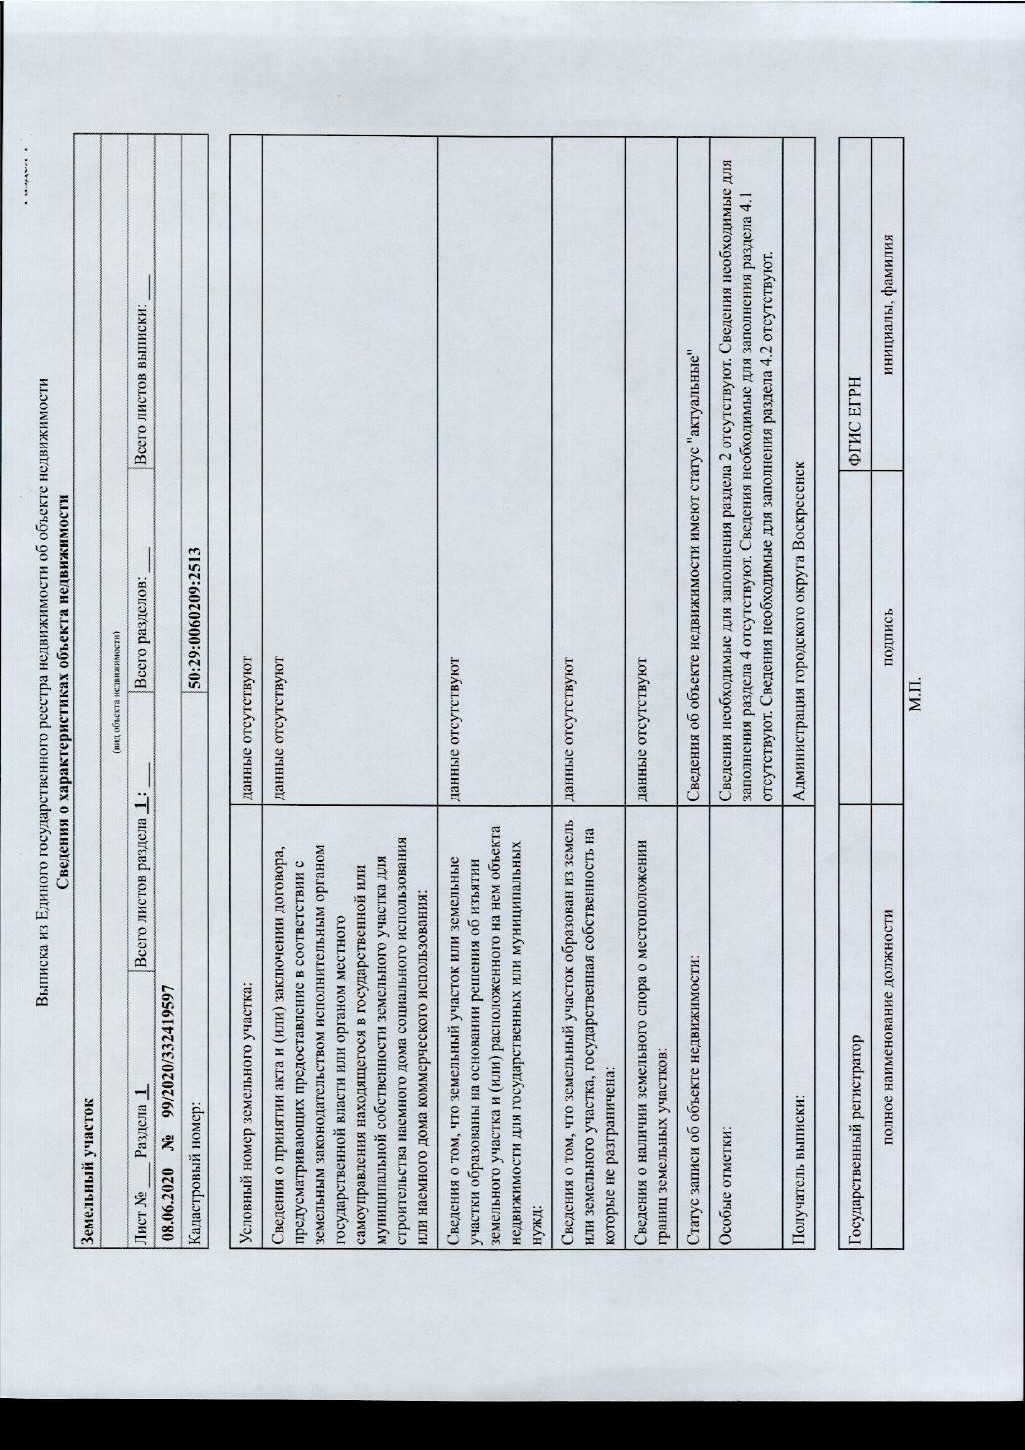 Выписка из Единого государственного реестра недвижимости об объекте недвижимости
Сведения о характеристиках объекта недвижимости
Земельный участок
(вид объекта недвижимости)
Лист № ___ Раздела 1 Всего листов раздела 1 : ___ Всего разделов: ___ Всего листов выписки: ___
08.06.2020 № 99/2020/332419597
Кадастровый номер: 50:29:0060209:2513
Условный номер земельного участка: данные отсутствуют
Сведения о принятии акта и (или) заключении договора, данные отсутствуют
предусматривающих предоставление в соответствии с
земельным законодательством исполнительным органом
государственной власти или органом местного
самоуправления находящегося в государственной или
муниципальной собственности земельного участка для
строительства наемного дома социального использования
или наемного дома коммерческого использования:
Сведения о том, что земельный участок или земельные данные отсутствуют
участки образованы на основании решения об изъятии
земельного участка и (или) расположенного на нем объекта
недвижимости для государственных или муниципальных
нужд:
Сведения о том, что земельный участок образован из земель данные отсутствуют
или земельного участка, государственная собственность на
которые не разграничена:
Сведения о наличии земельного спора о местоположении данные отсутствуют
границ земельных участков:
Статус записи об объекте недвижимости: Сведения об объекте недвижимости имеют статус "актуальные"
Особые отметки: Сведения необходимые для заполнения раздела 2 отсутствуют. Сведения необходимые для
заполнения раздела 4 отсутствуют. Сведения необходимые для заполнения раздела 4.1
отсутствуют. Сведения необходимые для заполнения раздела 4.2 отсутствуют.
Получатель выписки: Администрация городского округа Воскресенск
Государственный регистратор ФГИС ЕГРН
полное наименование должности подпись инициалы, фамилия
М.П.